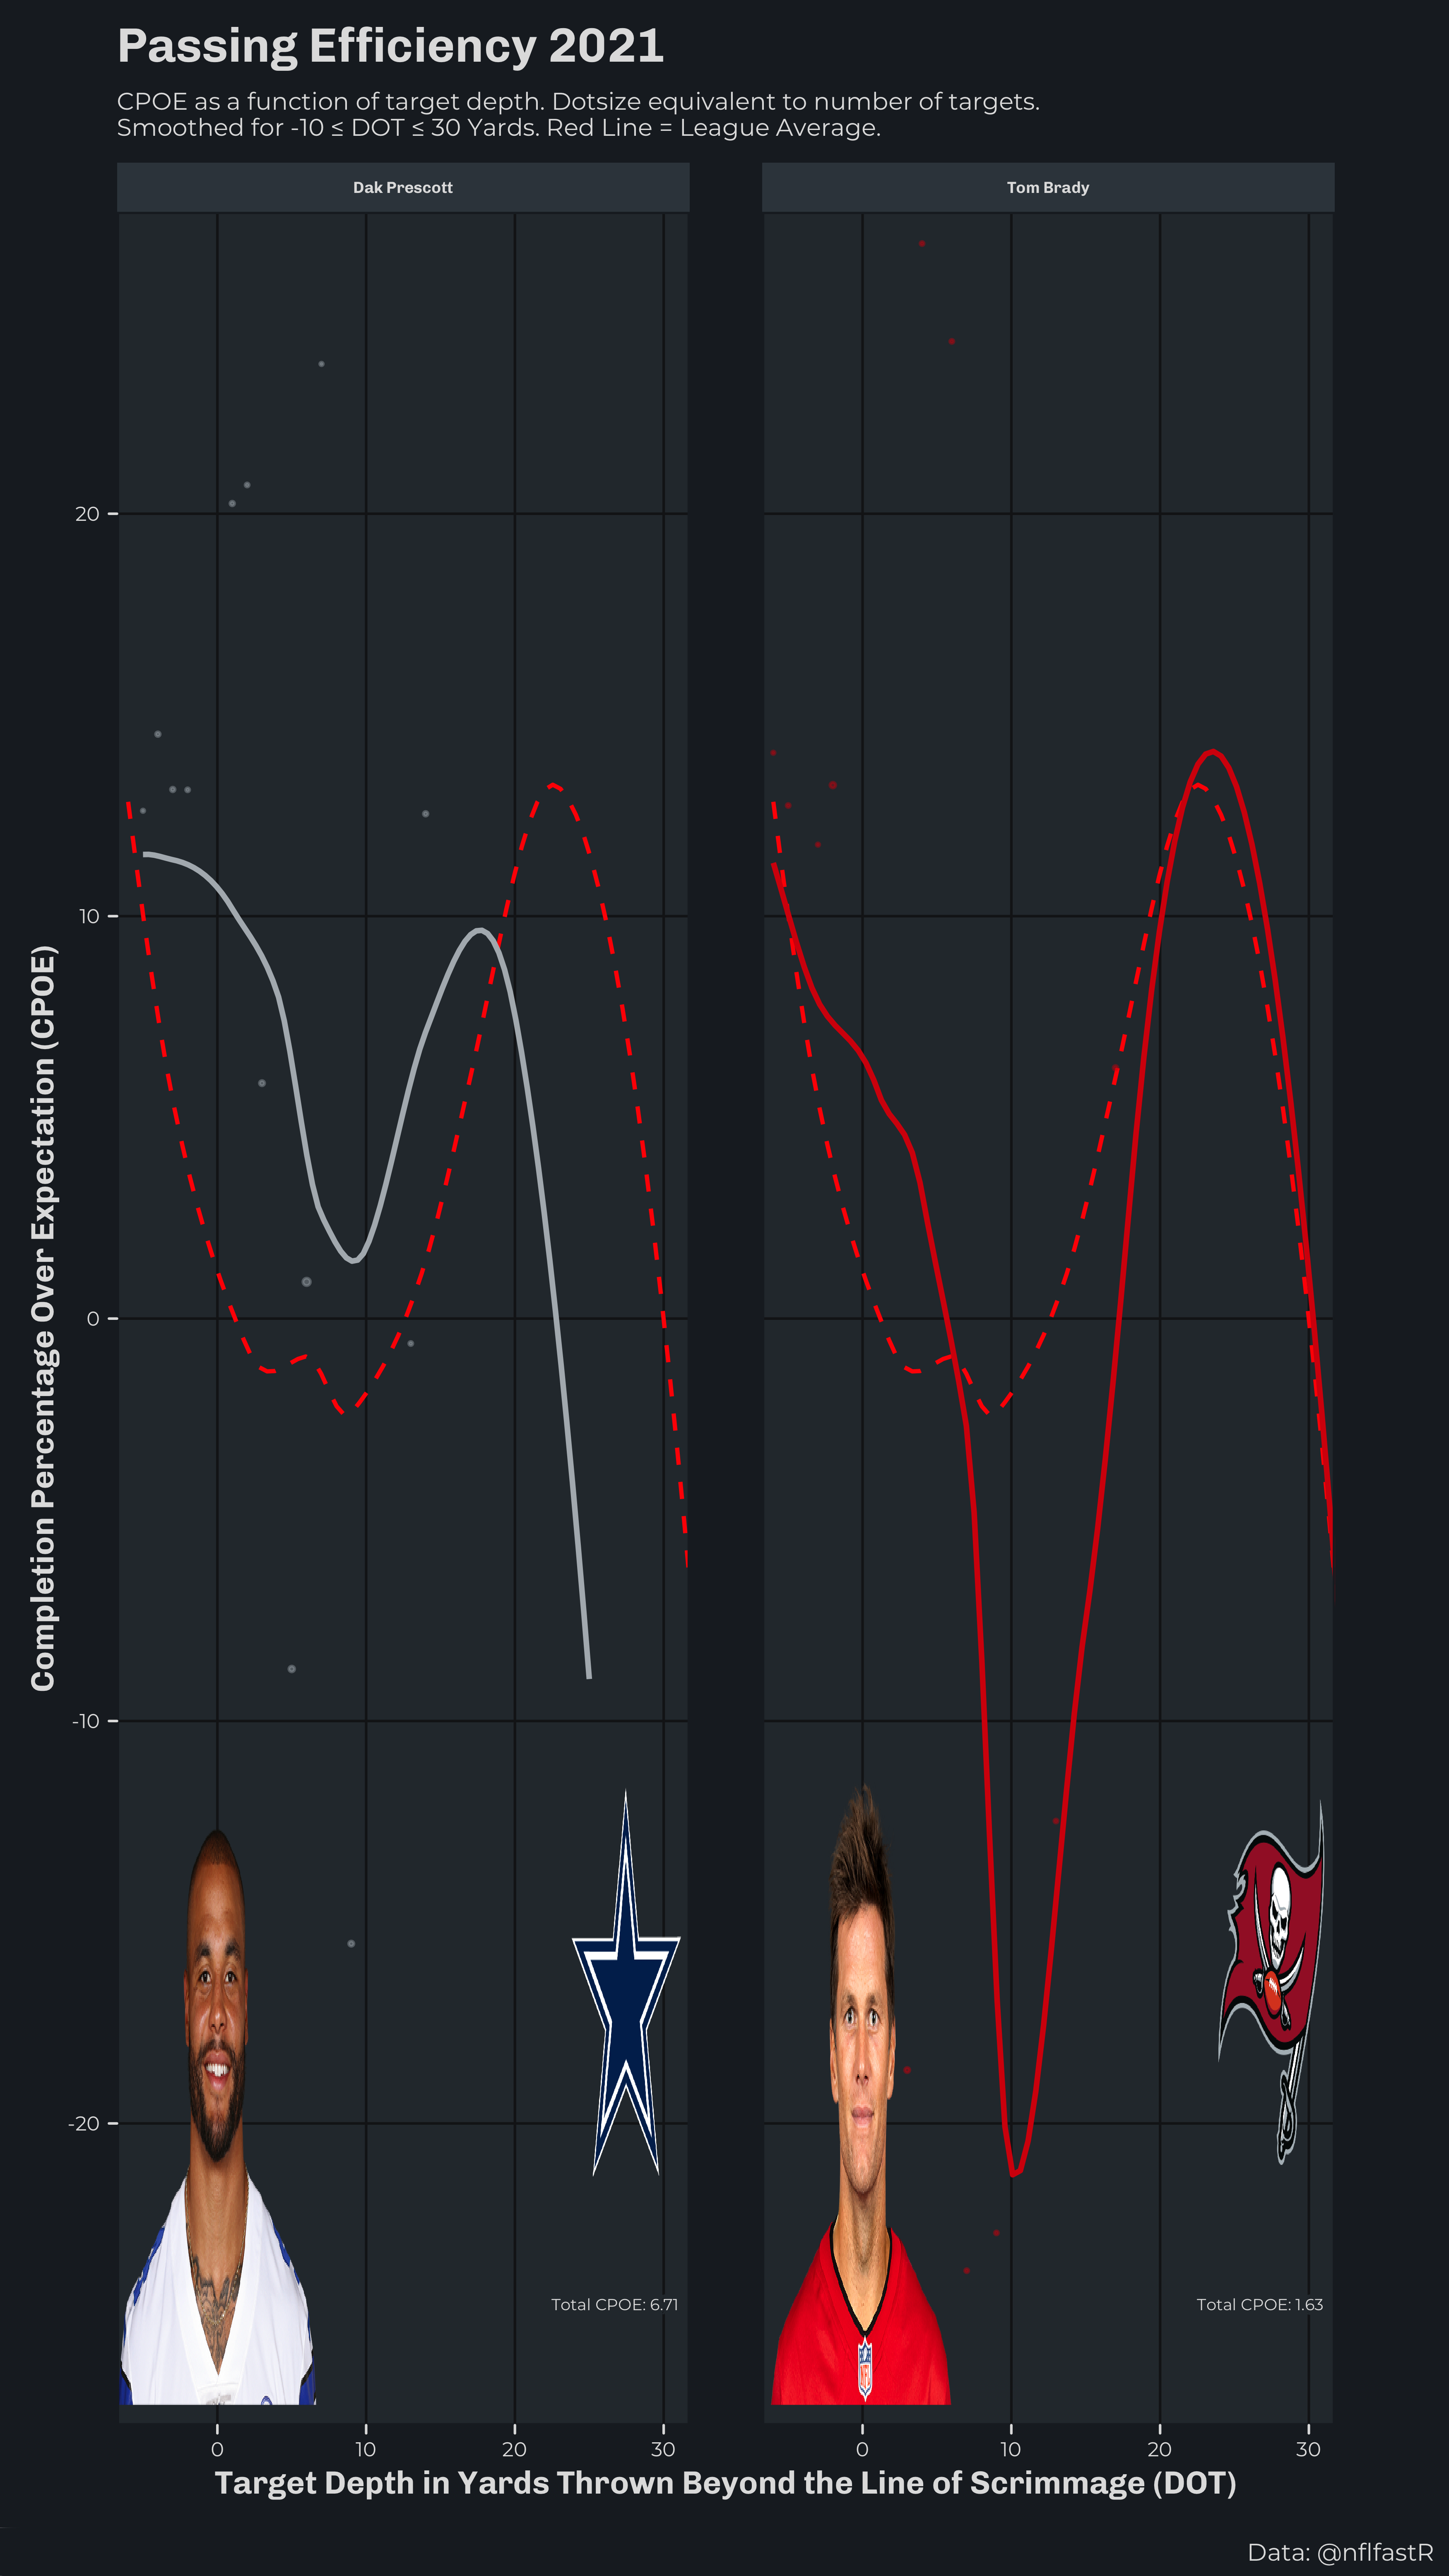 Passing Efficiency 2021
CPOE as a function of target depth. Dotsize equivalent to number of targets.
Smoothed for -10 ≤ DOT ≤ 30 Yards. Red Line = League Average.
Dak Prescott
Tom Brady
Completion Percentage Over Expectation (CPOE)
20
10
0
-10
-20
Total CPOE: 6.71
Total CPOE: 1.63
0 10 20 30
0 10 20 30
Target Depth in Yards Thrown Beyond the Line of Scrimmage (DOT)
Data: @nflfastR